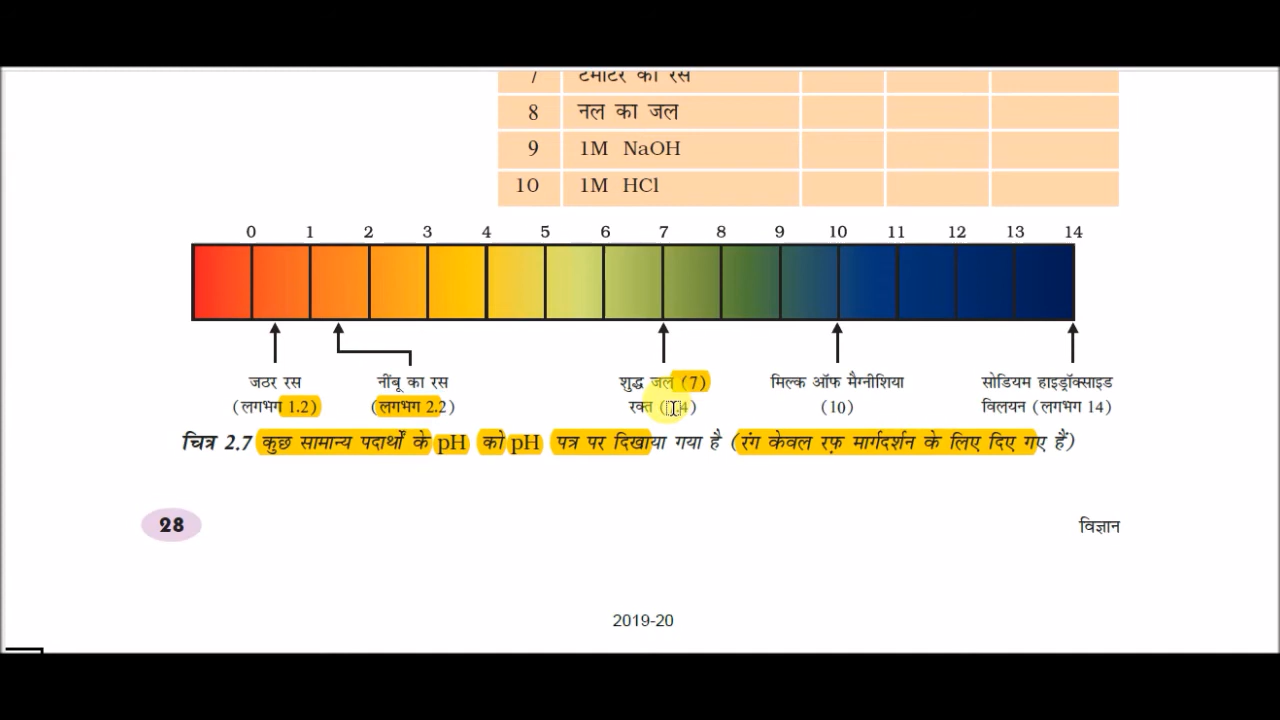 7 टमाटर का रस
8 नल का जल
9 1M NaOH
10 1M HCl
0 1 2 3 4 5 6 7 8 9 10 11 12 13 14
जठर रस नींबू का रस शुद्ध जल (7) मिल्क ऑफ मैग्नीशिया सोडियम हाइड्रॉक्साइड
(लगभग 1.2) (लगभग 2.2) रक्त (10) विलयन (लगभग 14)
चित्र 2.7 कुछ सामान्य पदार्थों के pH को pH पत्र पर दिखाया गया है (रंग केवल रफ़ मार्गदर्शन के लिए दिए गए हैं)
28 विज्ञान
2019-20